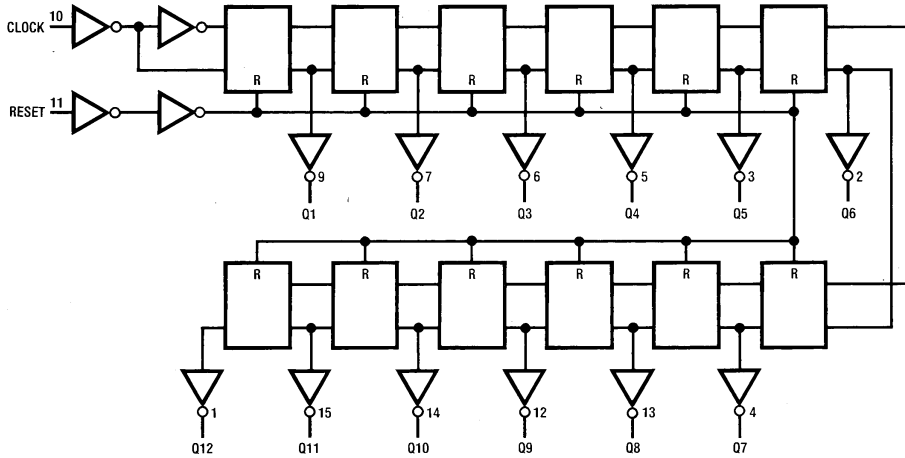 CLOCK 10
R R R R R R
RESET 11
9 7 6 5 3 2
Q1 Q2 Q3 Q4 Q5 Q6
R R R R R R
1 15 14 12 13 4
Q12 Q11 Q10 Q9 Q8 Q7